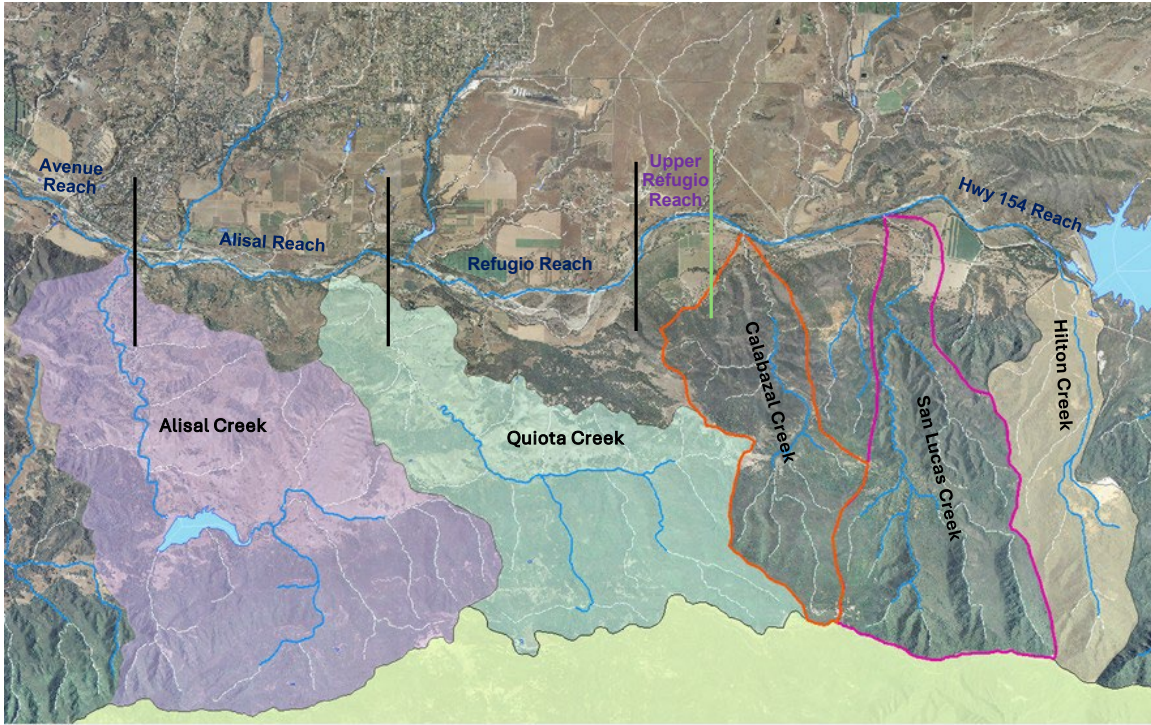 Avenue
Reach
Alisal Reach
Refugio Reach
Upper
Refugio
Reach
Hwy 154 Reach
Alisal Creek
Quiota Creek
Calabazal Creek
San Lucas Creek
Hilton Creek